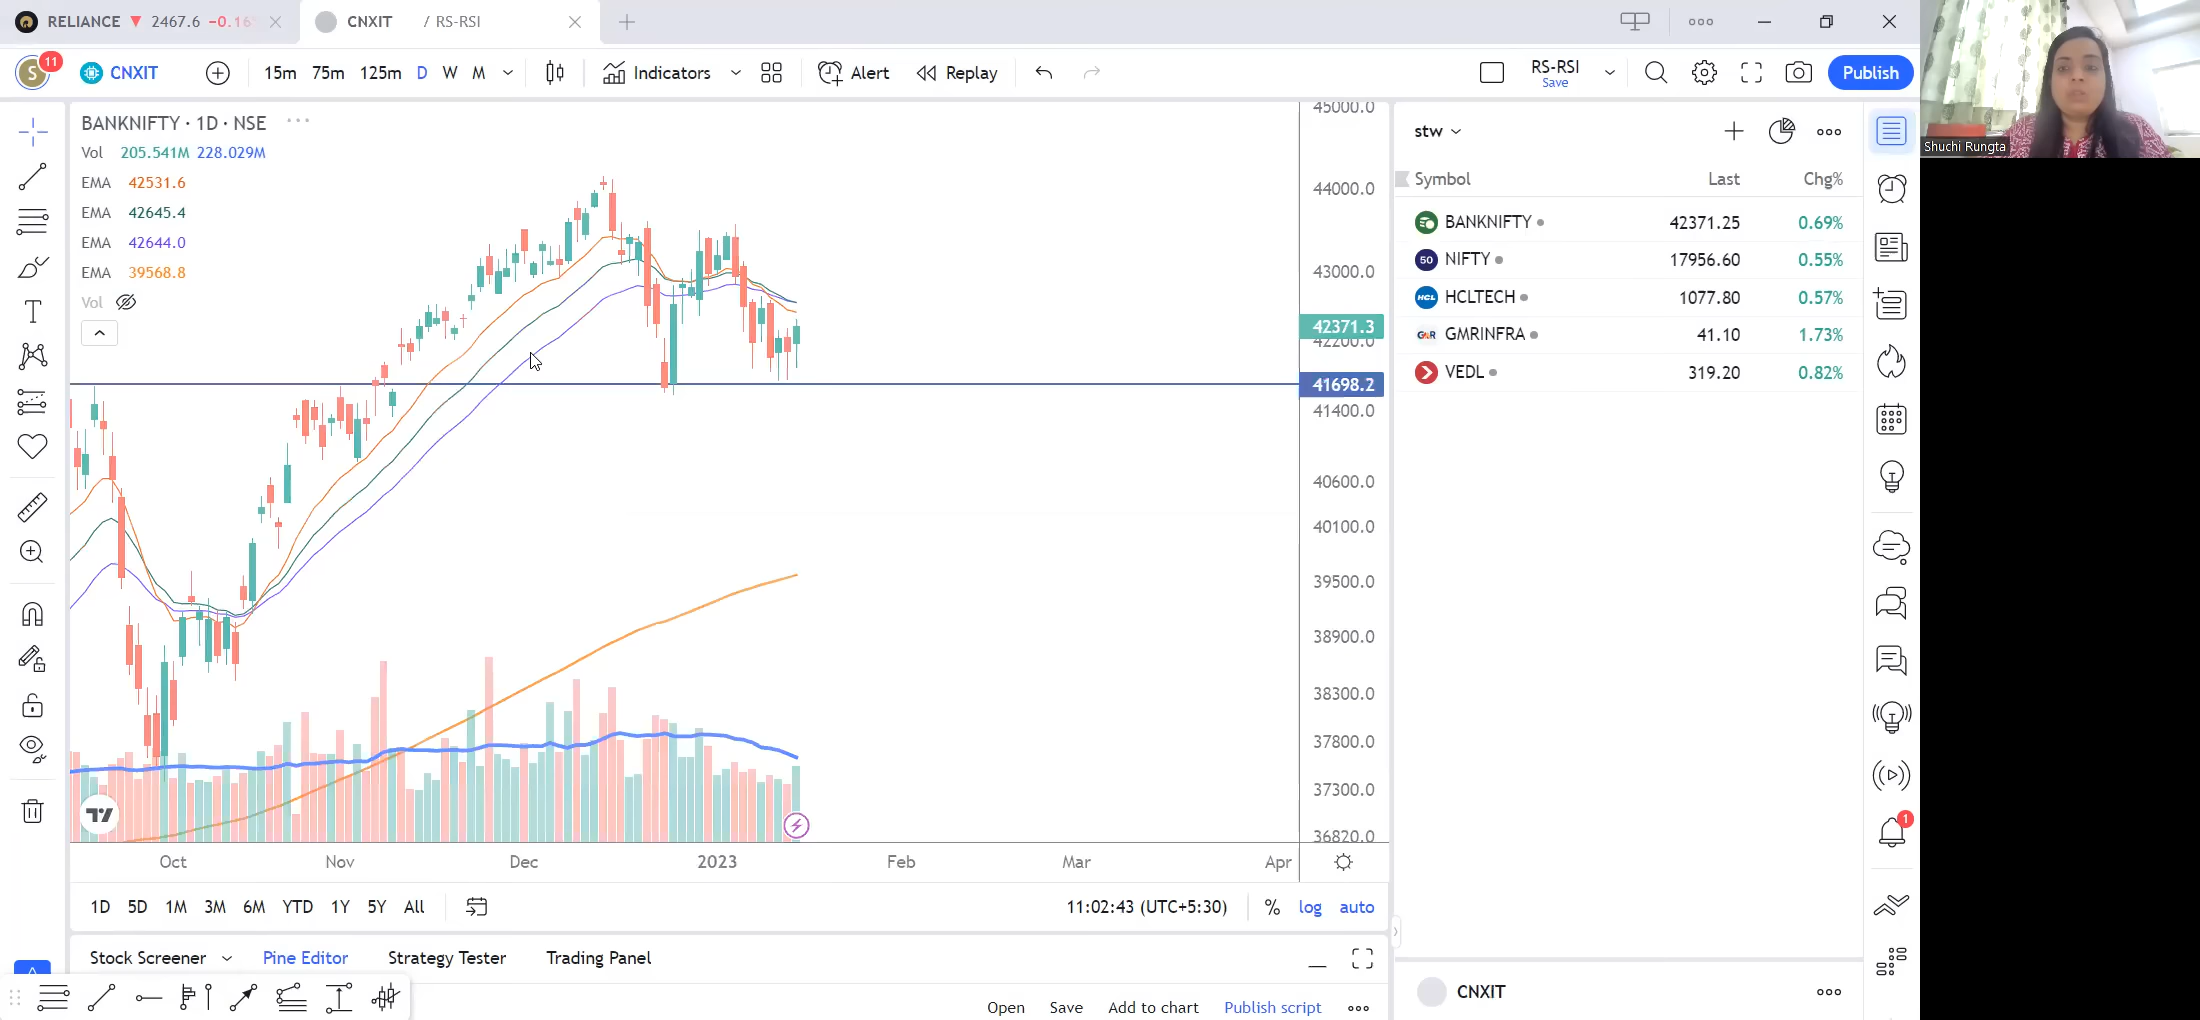 RELIANCE ▼ 2467.6 −0.16
CNXIT / RS-RSI
S 11
CNXIT
15m 75m 125m D W M
Indicators
Alert
Replay
RS-RSI
Save
Publish
BANKNIFTY · 1D · NSE
Vol 205.541M 228.029M
EMA 42531.6
EMA 42645.4
EMA 42644.0
EMA 39568.8
Vol
45000.0
44000.0
43000.0
42371.3
42200.0
41698.2
41400.0
40600.0
40100.0
39500.0
38900.0
38300.0
37800.0
37300.0
36820.0
Oct Nov Dec 2023 Feb Mar Apr
1D 5D 1M 3M 6M YTD 1Y 5Y All
11:02:43 (UTC+5:30) % log auto
Stock Screener Pine Editor Strategy Tester Trading Panel
Open Save Add to chart Publish script
stw
Symbol Last Chg%
BANKNIFTY 42371.25 0.69%
50 NIFTY 17956.60 0.55%
HCL HCLTECH 1077.80 0.57%
GMR GMRINFRA 41.10 1.73%
VEDL 319.20 0.82%
CNXIT
1
Shuchi Rungta